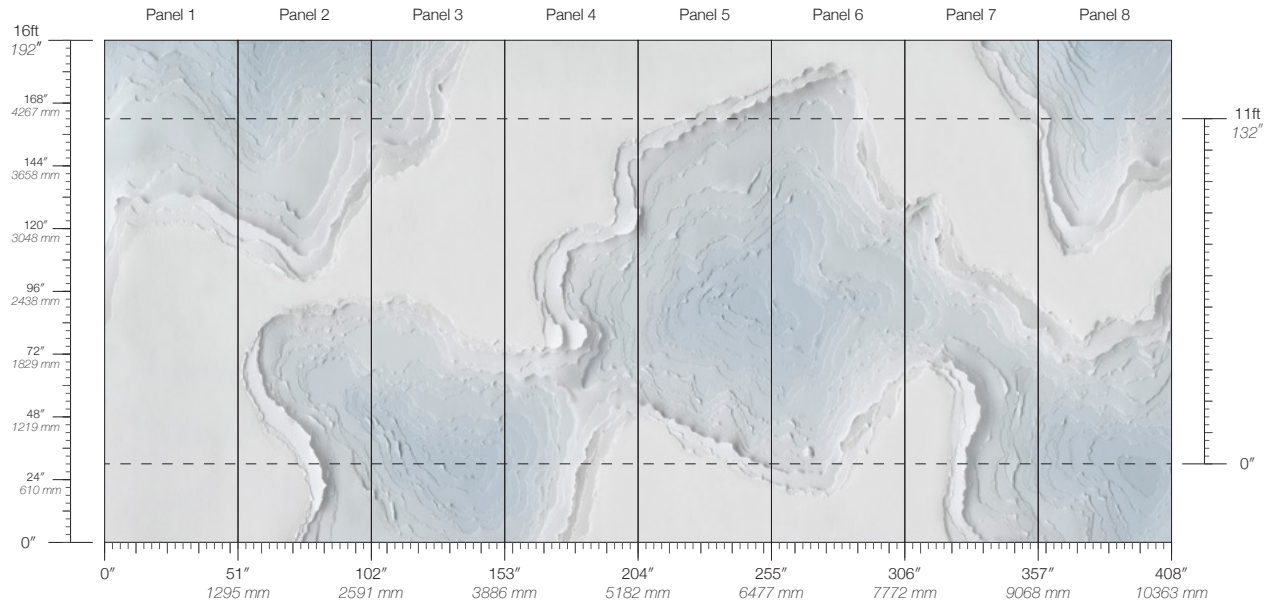 Panel 1 Panel 2 Panel 3 Panel 4 Panel 5 Panel 6 Panel 7 Panel 8
16ft
192″
168″
4267 mm
11ft
132″
144″
3658 mm
120″
3048 mm
96″
2438 mm
72″
1829 mm
48″
1219 mm
24″
610 mm
0″
0″
0″ 51″ 102″ 153″ 204″ 255″ 306″ 357″ 408″
1295 mm 2591 mm 3886 mm 5182 mm 6477 mm 7772 mm 9068 mm 10363 mm